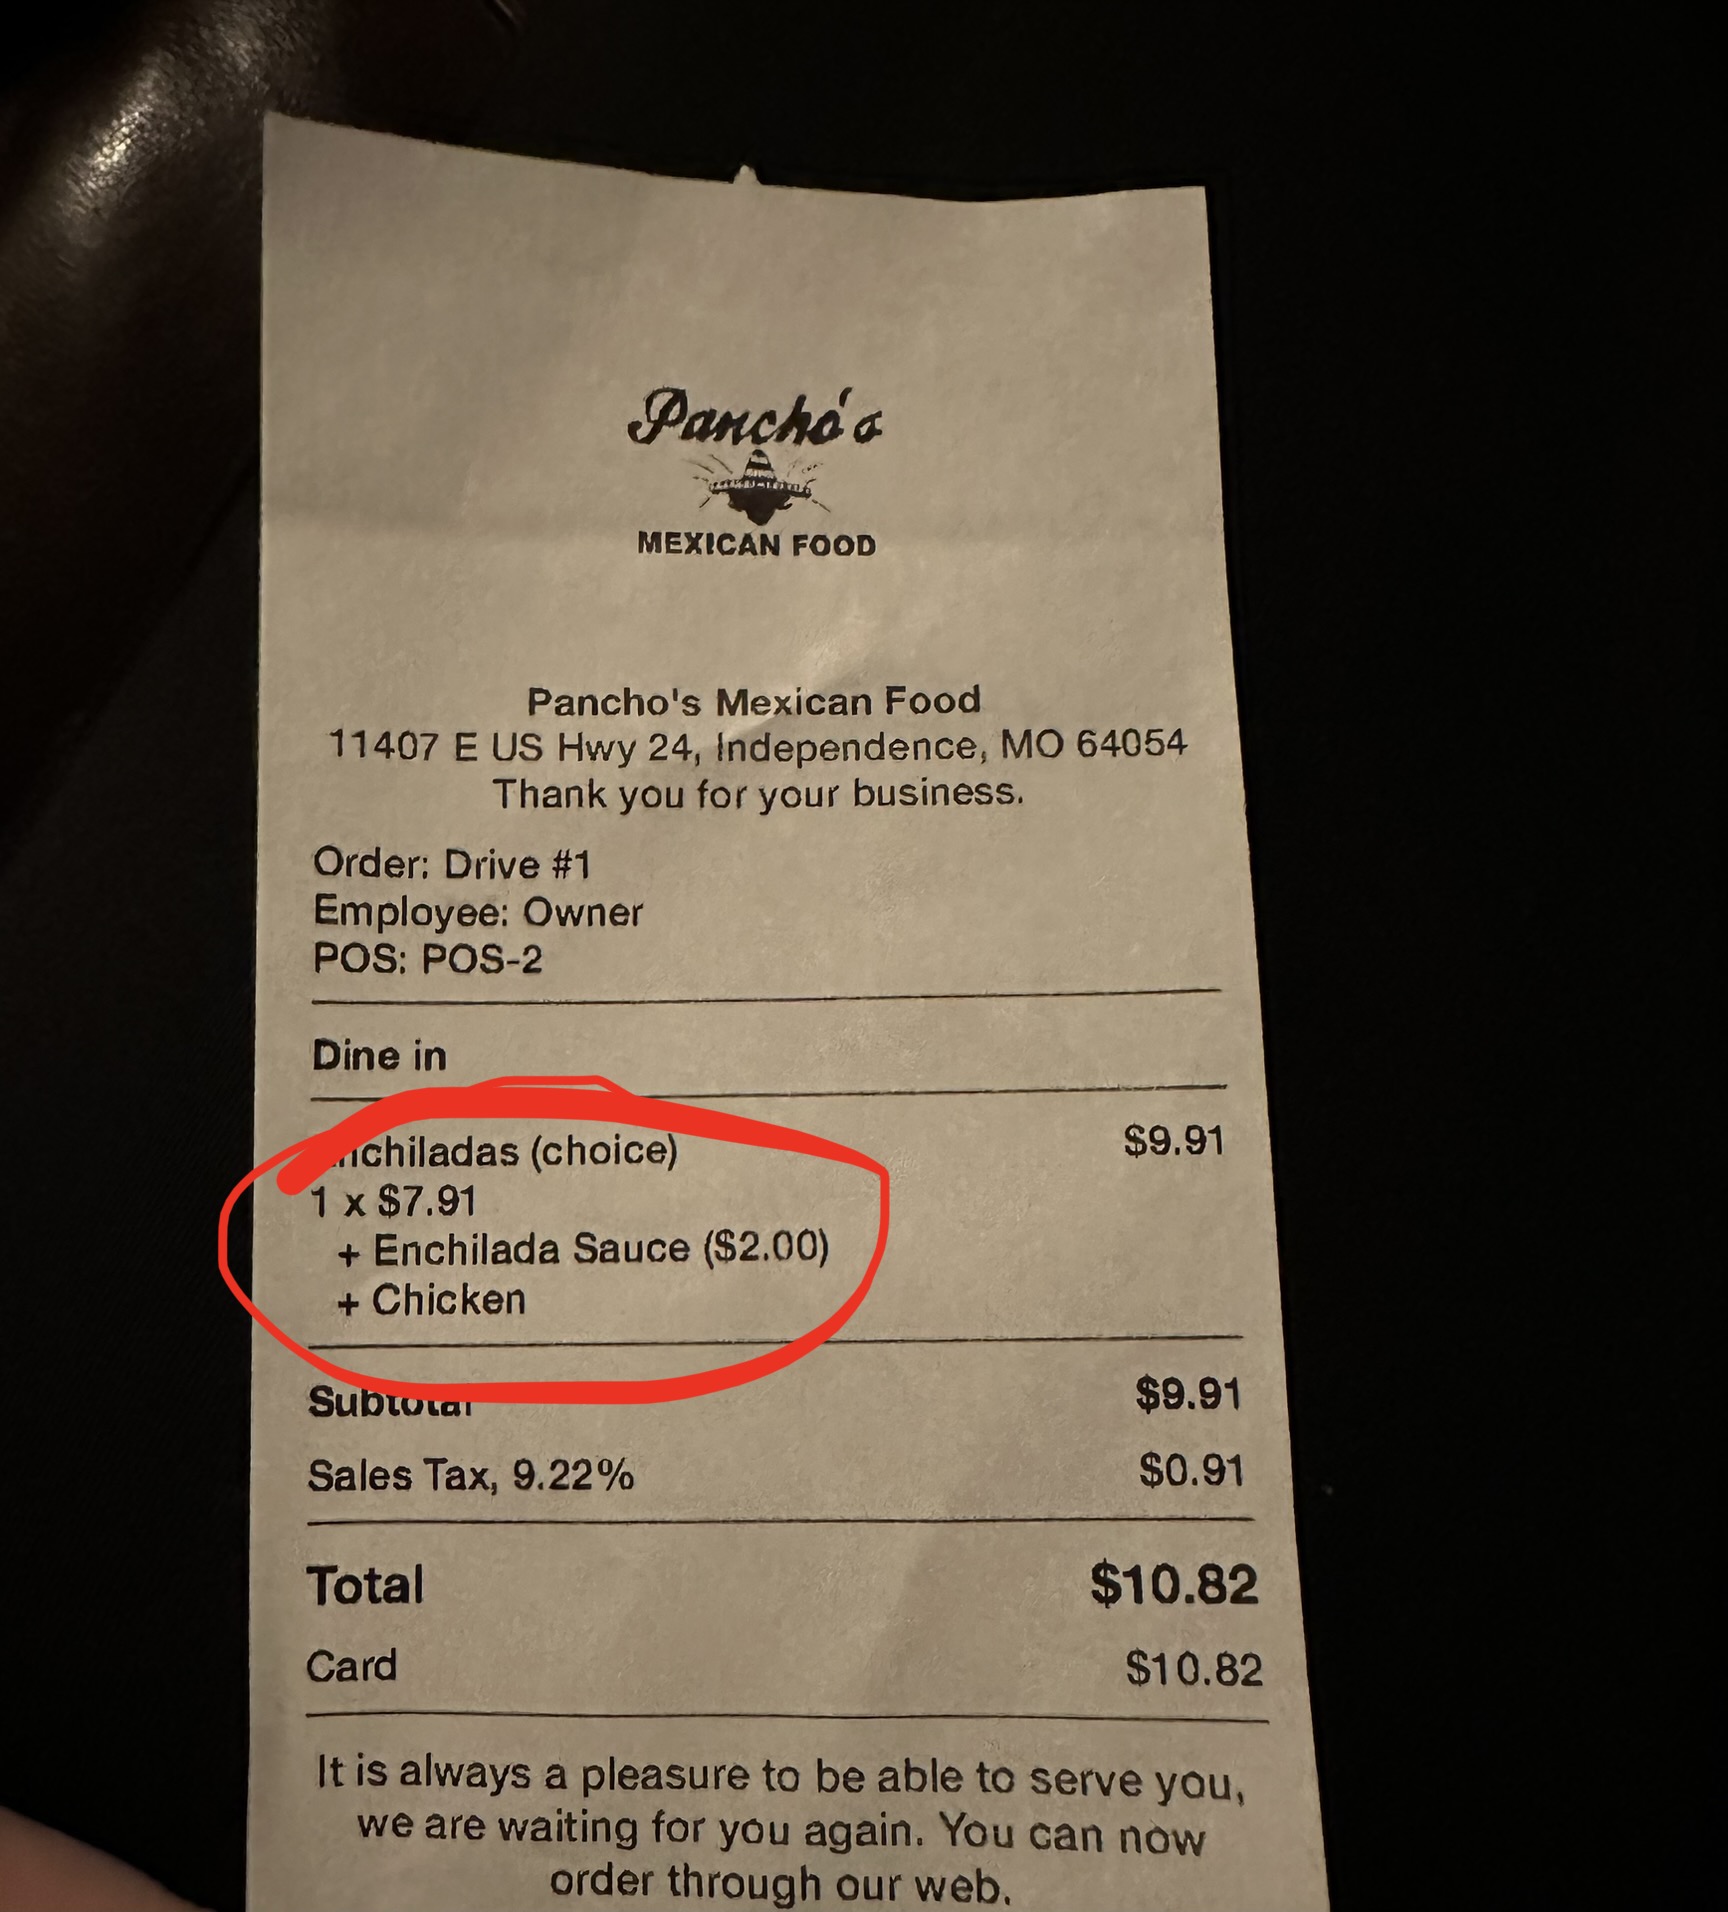 Pancho's
MEXICAN FOOD
Pancho's Mexican Food
11407 E US Hwy 24, Independence, MO 64054
Thank you for your business.
Order: Drive #1
Employee: Owner
POS: POS-2
Dine in
Enchiladas (choice) $9.91
1 x $7.91
+ Enchilada Sauce ($2.00)
+ Chicken
Subtotal $9.91
Sales Tax, 9.22% $0.91
Total $10.82
Card $10.82
It is always a pleasure to be able to serve you,
we are waiting for you again. You can now
order through our web.